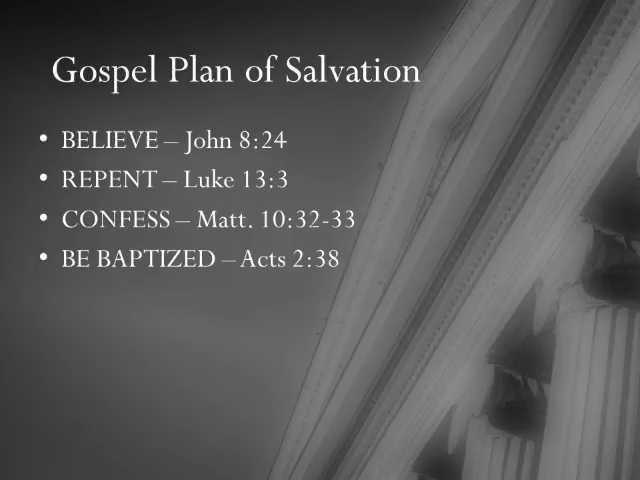 Gospel Plan of Salvation
• BELIEVE – John 8:24
• REPENT – Luke 13:3
• CONFESS – Matt. 10:32-33
• BE BAPTIZED – Acts 2:38